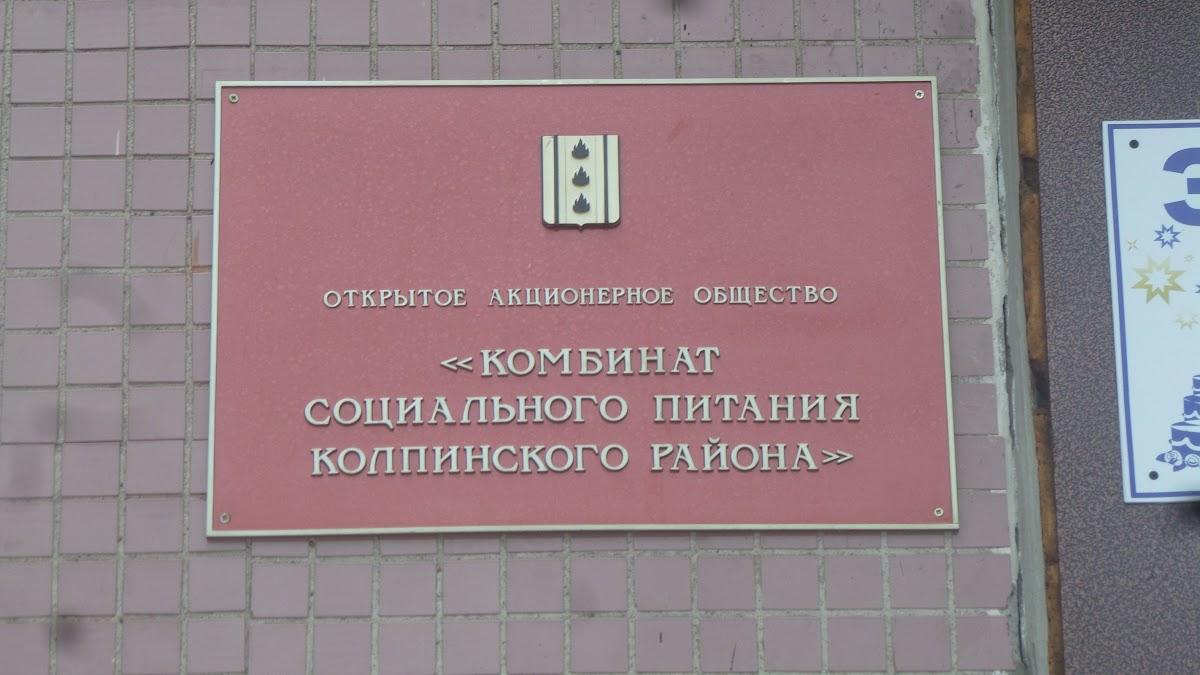 ОТКРЫТОЕ АКЦИОНЕРНОЕ ОБЩЕСТВО
«КОМБИНАТ
СОЦИАЛЬНОГО ПИТАНИЯ
КОЛПИНСКОГО РАЙОНА»